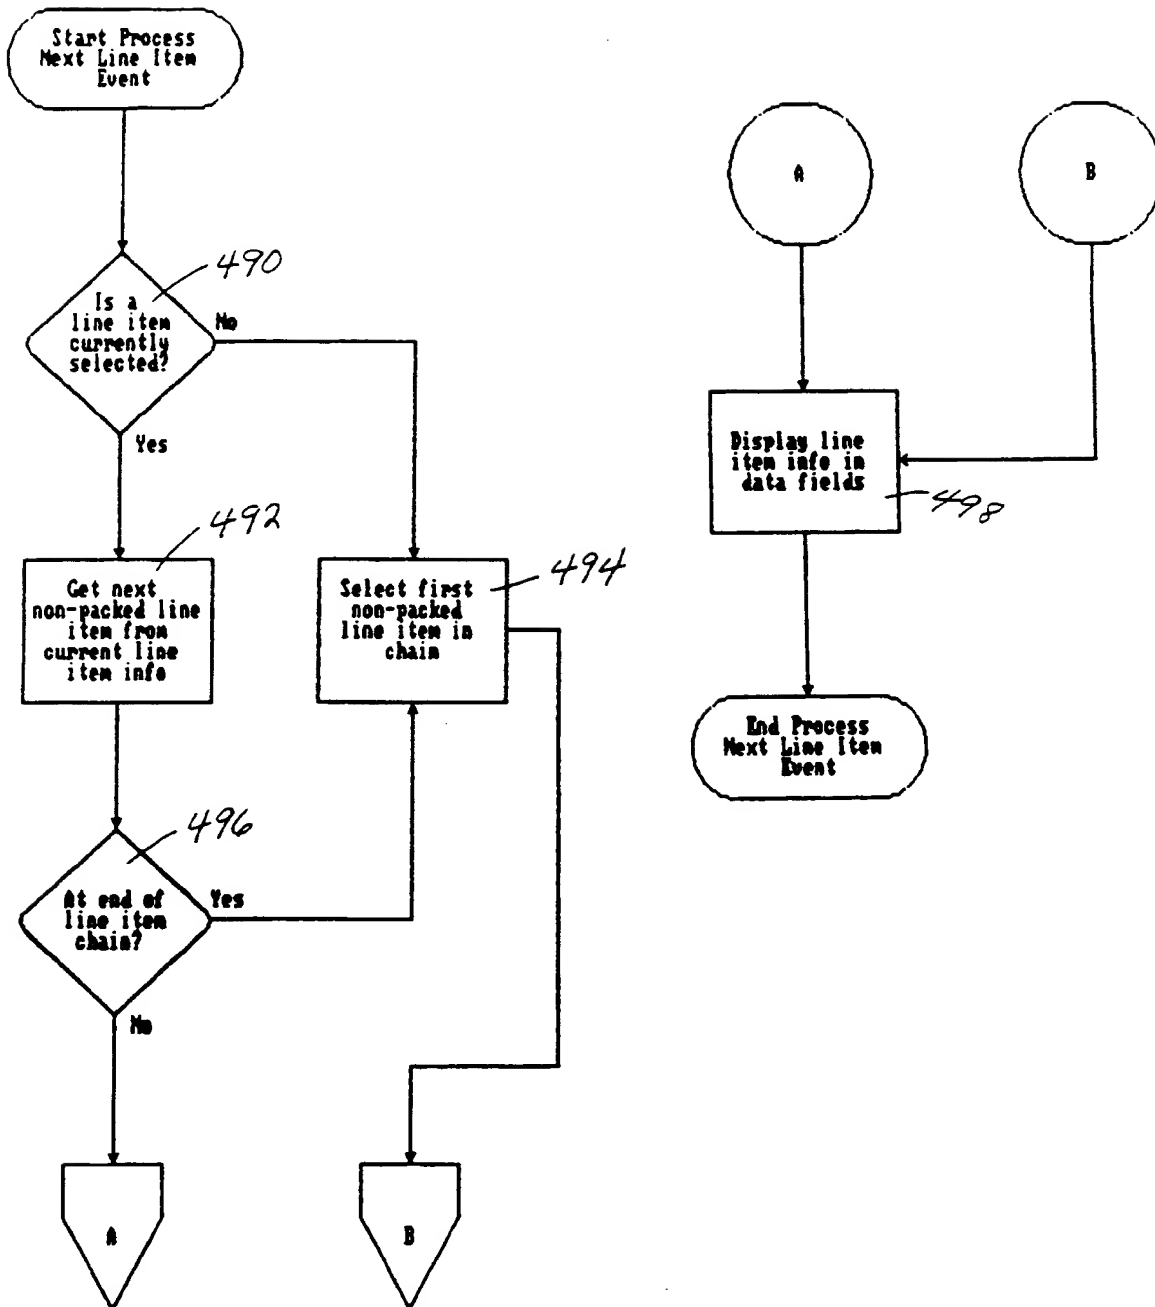 Start Process
Next Line Item
Event
490
Is a
line item
currently
selected?
No
Yes
492
Get next
non-packed line
item from
current line
item info
494
Select first
non-packed
line item in
chain
496
At end of
line item
chain?
Yes
No
A
B
A
B
Display line
item info in
data fields
498
End Process
Next Line Item
Event